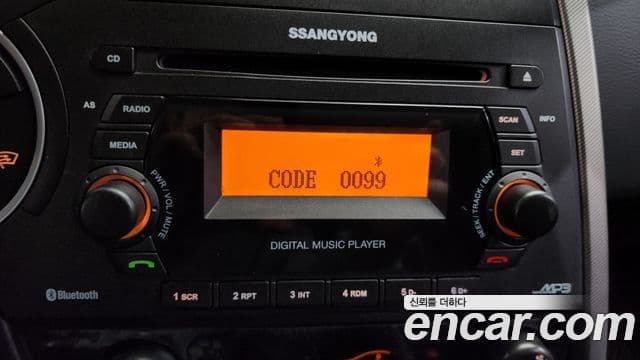 SSANGYONG
CD
AS RADIO
SCAN INFO
MEDIA
SET
CODE 0099
PWR/VOL/MUTE
SEEK/TRACK/ENT
DIGITAL MUSIC PLAYER
Bluetooth
1 SCR 2 RPT 3 INT 4 RDM 5 D- 6 D+
MP3
신뢰를 더하다
encar.com